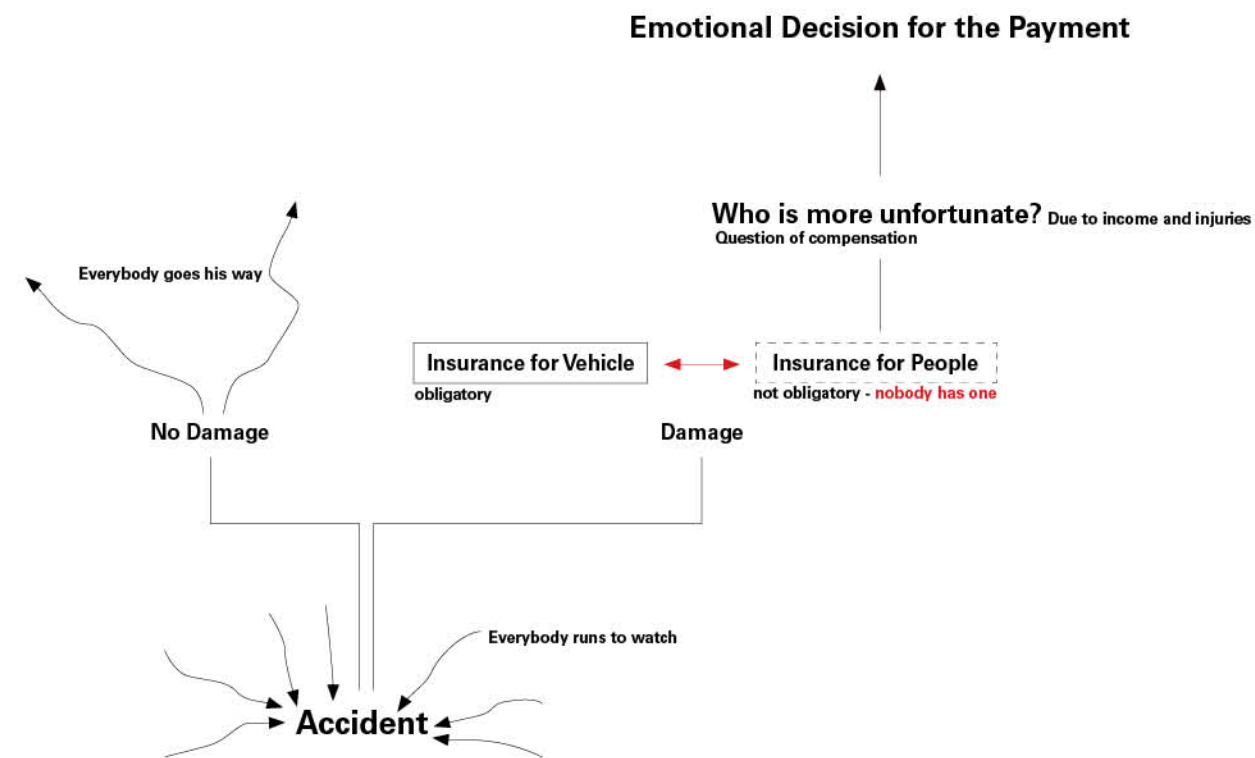 Emotional Decision for the Payment
Who is more unfortunate? Due to income and injuries
Question of compensation
Everybody goes his way
Insurance for Vehicle
obligatory
Insurance for People
not obligatory - nobody has one
No Damage
Damage
Everybody runs to watch
Accident